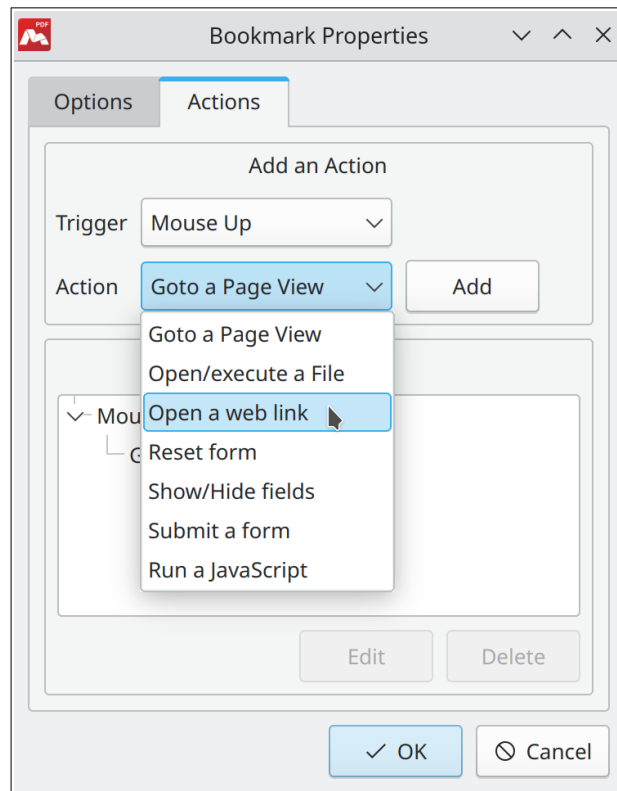 PDF
Bookmark Properties
Options Actions
Add an Action
Trigger Mouse Up
Action Goto a Page View Add
Goto a Page View
Open/execute a File
Open a web link
Reset form
Show/Hide fields
Submit a form
Run a JavaScript
Edit Delete
OK Cancel